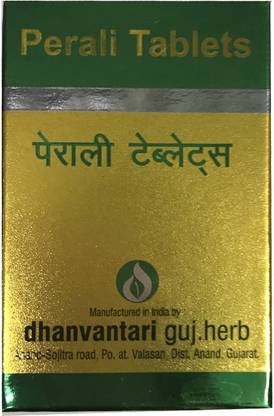 Perali Tablets
पेराली टेब्लेट्स
Manufactured in India by :
dhanvantari guj.herb
Anand-Sojitra road, Po. at. Valasan, Dist. Anand, Gujarat.